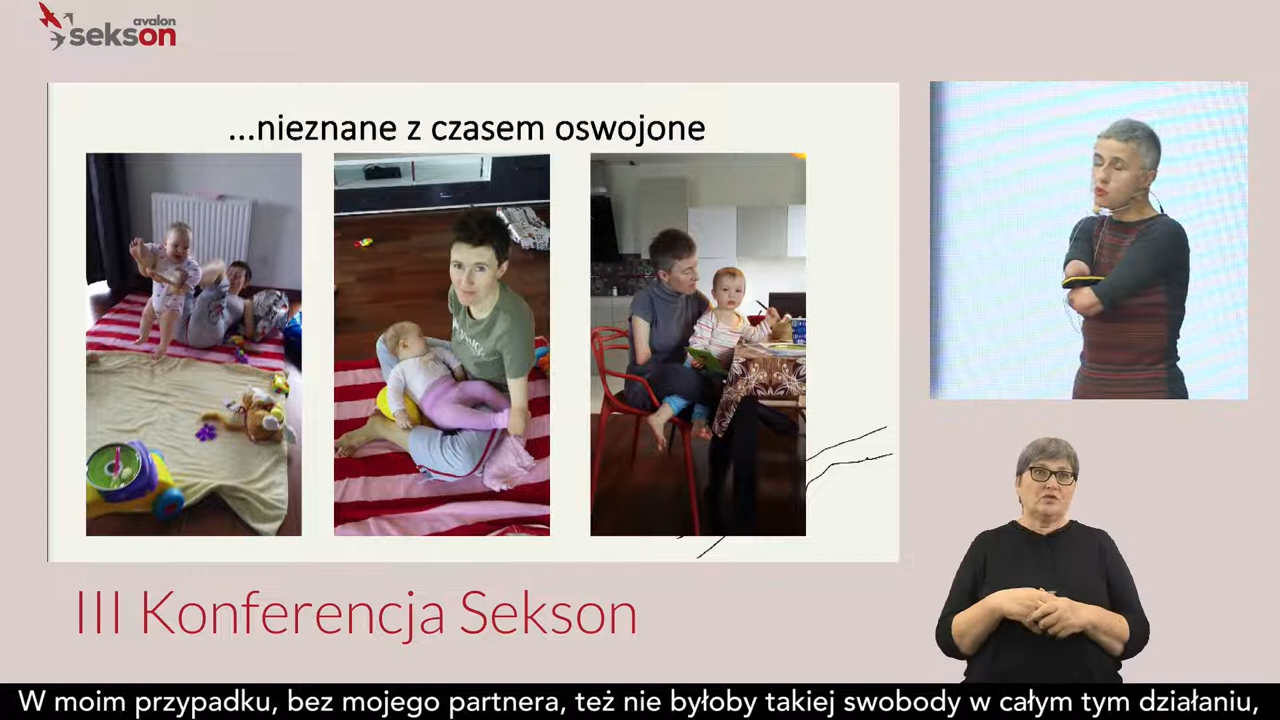 avalon
sekson
...nieznane z czasem oswojone
III Konferencja Sekson
W moim przypadku, bez mojego partnera, też nie byłoby takiej swobody w całym tym działaniu,